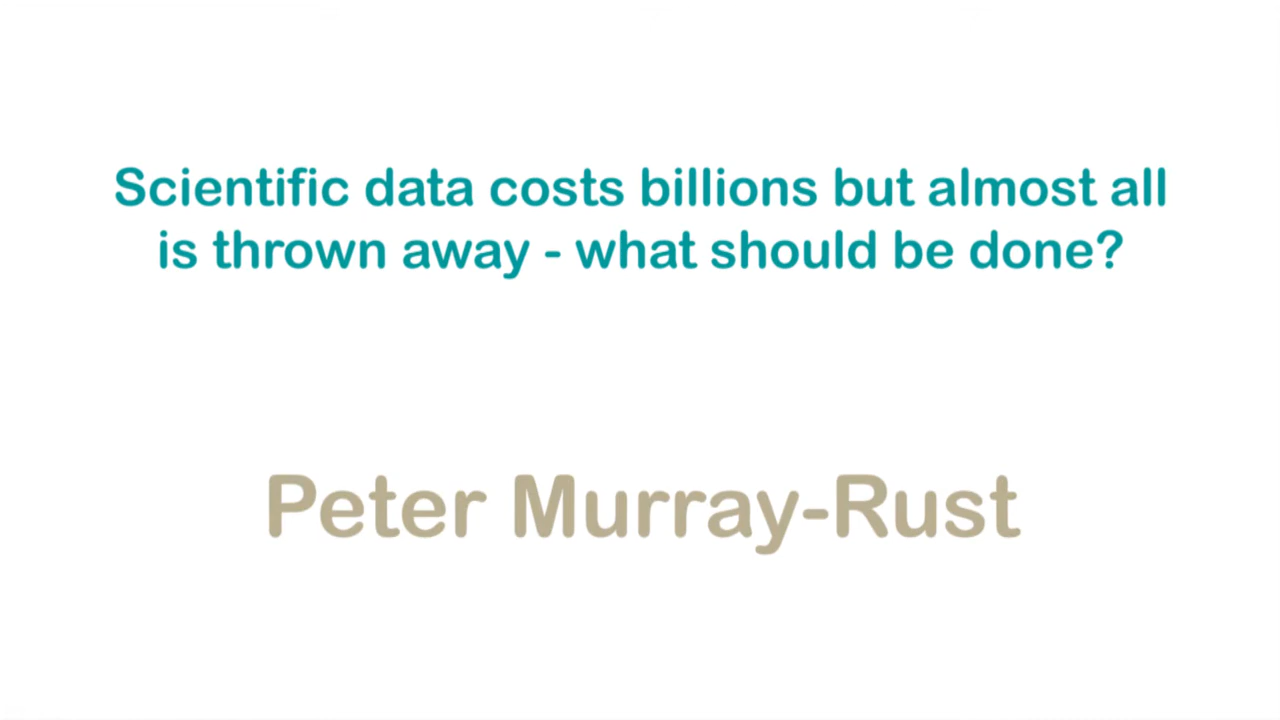 Scientific data costs billions but almost all
is thrown away - what should be done?
Peter Murray-Rust